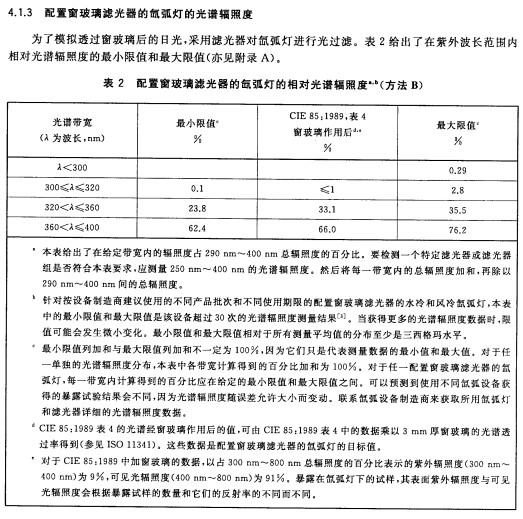 4.1.3 配置窗玻璃滤光器的氙弧灯的光谱辐照度
为了模拟透过窗玻璃后的日光,采用滤光器对氙弧灯进行光过滤。表 2 给出了在紫外波长范围内
相对光谱辐照度的最小限值和最大限值(亦见附录 A)。
表 2 配置窗玻璃滤光器的氙弧灯的相对光谱辐照度a,b(方法 B)
光谱带宽
(λ 为波长,nm)
最小限值c
%
CIE 85:1989,表 4
窗玻璃作用后d,e
%
最大限值c
%
λ<300 0.29
300≤λ≤320 0.1 ≤1 2.8
320<λ≤360 23.8 33.1 35.5
360<λ≤400 62.4 66.0 76.2
a 本表给出了在给定带宽内的辐照度占 290 nm~400 nm 总辐照度的百分比。要检测一个特定滤光器或滤光器
组是否符合本表要求,应测量 250 nm~400 nm 的光谱辐照度。然后将每一带宽内的总辐照度加和,再除以
290 nm~400 nm 间的总辐照度。
b 针对按设备制造商建议使用的不同产品批次和不同使用期限的配置窗玻璃滤光器的水冷和风冷氙弧灯,本表
中的最小限值和最大限值是该设备超过 30 次的光谱辐照度测量结果[3]。当获得更多的光谱辐照度数据时,限
值可能会发生微小变化。最小限值和最大限值相对于所有测量平均值的分布至少是三西格玛水平。
c 最小限值列加和与最大限值列加和不一定为 100%,因为它们只是代表测量数据的最小值和最大值。对于任
一单独的光谱辐照度分布,本表中各带宽计算得到的百分比加和为 100%。对于任一配置窗玻璃滤光器的氙
弧灯,每一带宽内计算得到的百分比应在给定的最小限值和最大限值之间。可以预测到使用不同氙弧设备获
得的暴露试验结果会不同,因为光谱辐照度随误差允许大小而变动。联系氙弧设备制造商来获取所用氙弧灯
和滤光器详细的光谱辐照度数据。
d CIE 85:1989 表 4 的光谱经窗玻璃作用后的值,可由 CIE 85:1989 表 4 中的数据乘以 3 mm 厚窗玻璃的光谱透
过率得到(参见 ISO 11341)。这些数据是配置窗玻璃滤光器的氙弧灯的目标值。
e 对于 CIE 85:1989 中加窗玻璃的数据,以占 300 nm~800 nm 总辐照度的百分比表示的紫外辐照度(300 nm~
400 nm)为 9%,可见光辐照度(400 nm~800 nm)为 91%。暴露在氙弧灯下的试样,其表面紫外辐照度与可见
光辐照度会根据暴露试样的数量和它们的反射率的不同而不同。